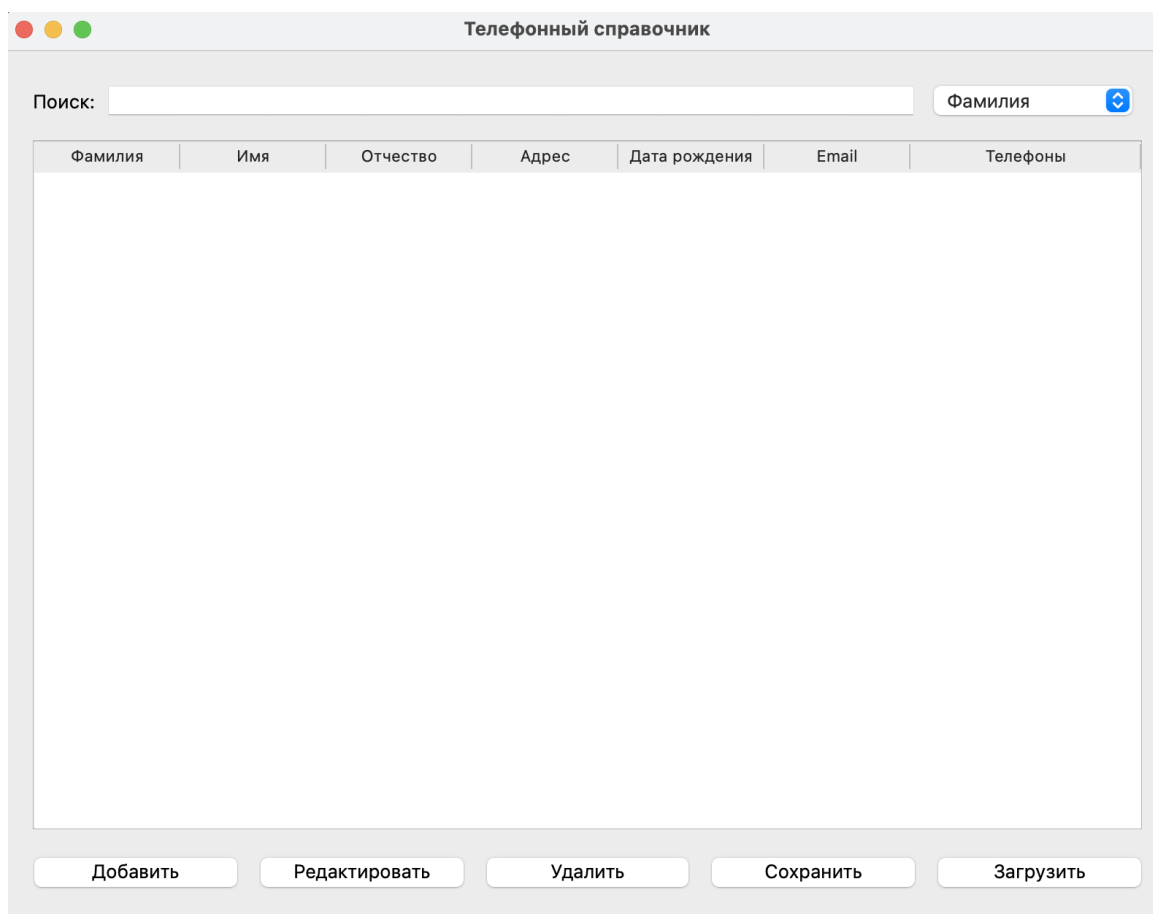 Телефонный справочник
Поиск: Фамилия
Фамилия Имя Отчество Адрес Дата рождения Email Телефоны
Добавить Редактировать Удалить Сохранить Загрузить